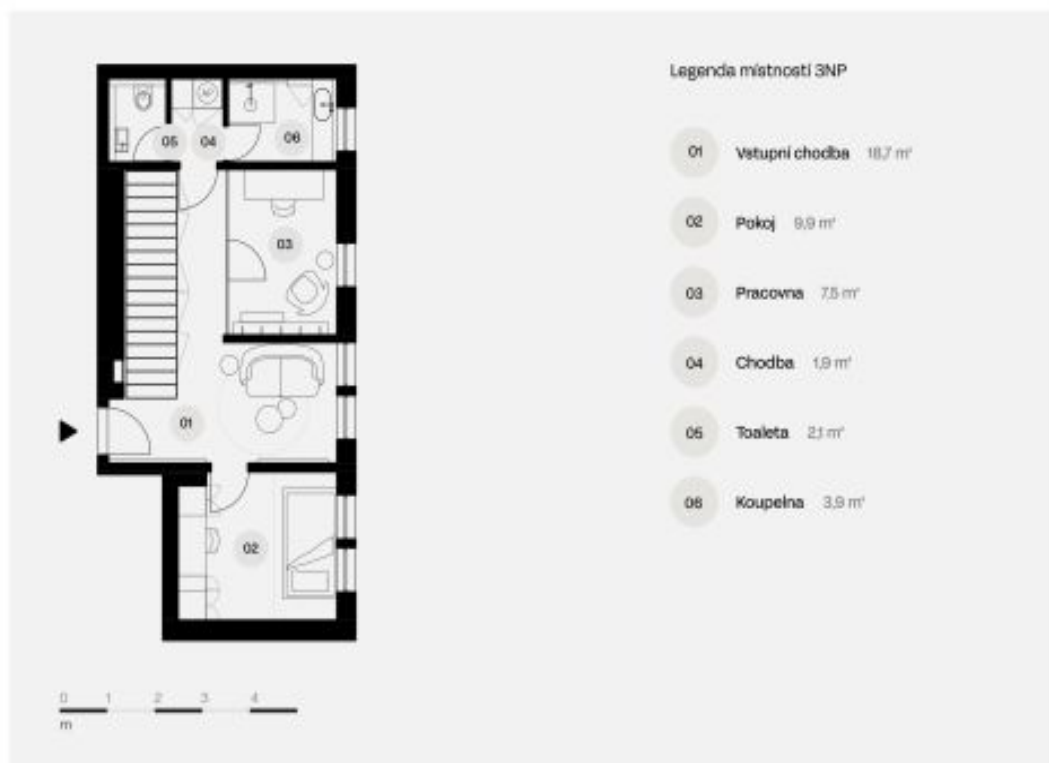 Legenda místností 3NP
01 Vstupní chodba 18,7 m²
02 Pokoj 9,9 m²
03 Pracovna 7,5 m²
04 Chodba 1,9 m²
05 Toaleta 2,1 m²
06 Koupelna 3,9 m²
05 04 06
03
01
02
0 1 2 3 4
m